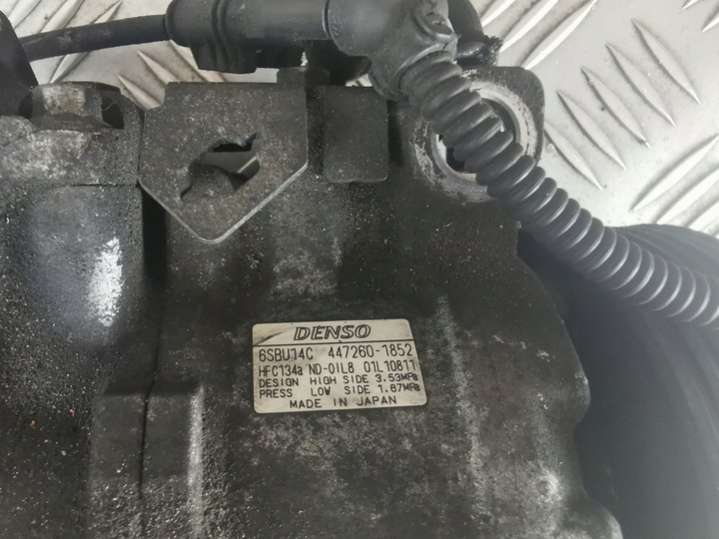 DENSO
6SBU14C 447260-1852
HFC134a ND-OIL8 01L10811
DESIGN HIGH SIDE 3.53MPa
PRESS LOW SIDE 1.87MPa
MADE IN JAPAN